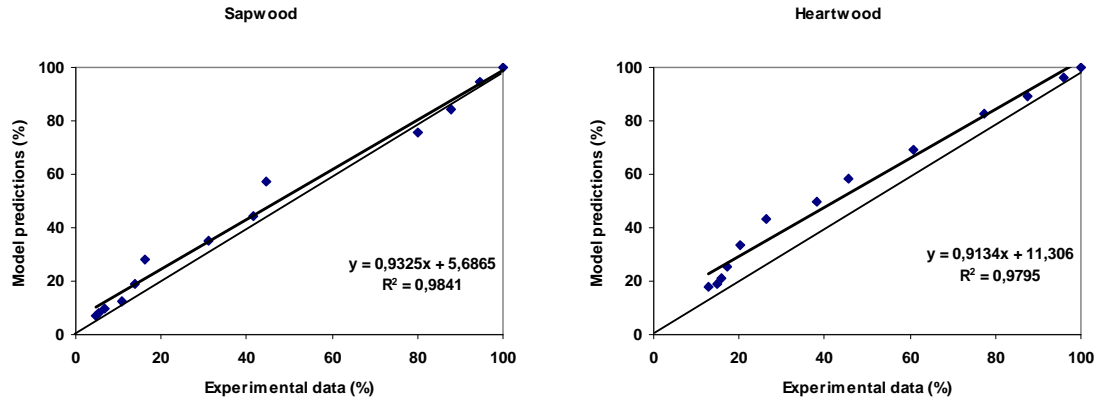 Sapwood
100
80
60
40
20
0
Model predictions (%)
y = 0,9325x + 5,6865
R² = 0,9841
0 20 40 60 80 100
Experimental data (%)
Heartwood
100
80
60
40
20
0
Model predictions (%)
y = 0,9134x + 11,306
R² = 0,9795
0 20 40 60 80 100
Experimental data (%)